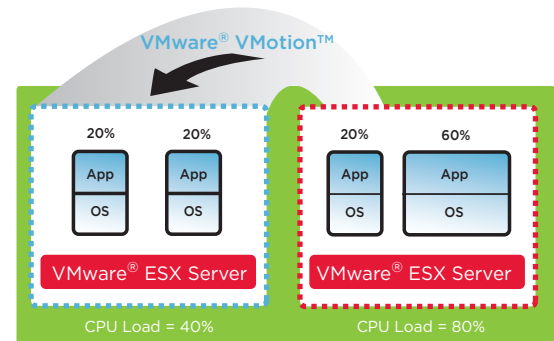 VMware® VMotion™
20% 20% 20% 60%
App App App App
OS OS OS OS
VMware® ESX Server VMware® ESX Server
CPU Load = 40% CPU Load = 80%